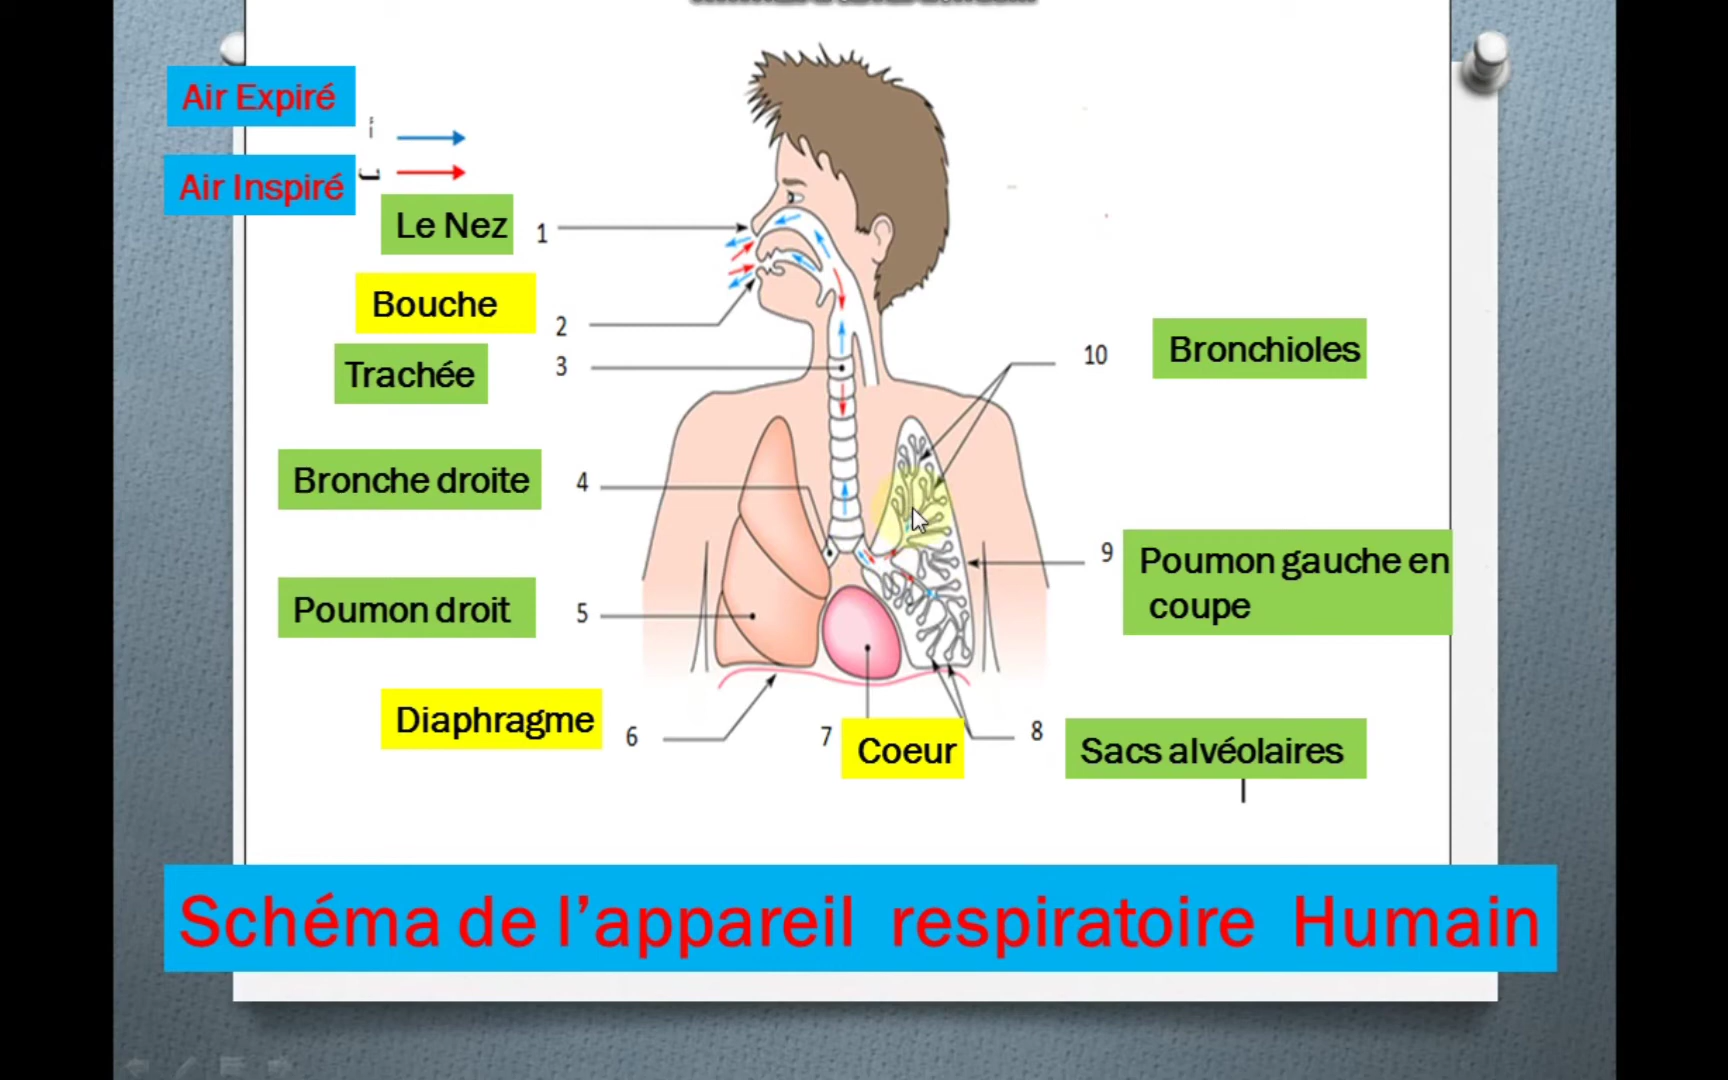 Air Expiré
Air Inspiré
Le Nez 1
Bouche 2
Trachée 3
10 Bronchioles
Bronche droite 4
9 Poumon gauche en
coupe
Poumon droit 5
Diaphragme 6
7 Coeur
8 Sacs alvéolaires
Schéma de l’appareil respiratoire Humain